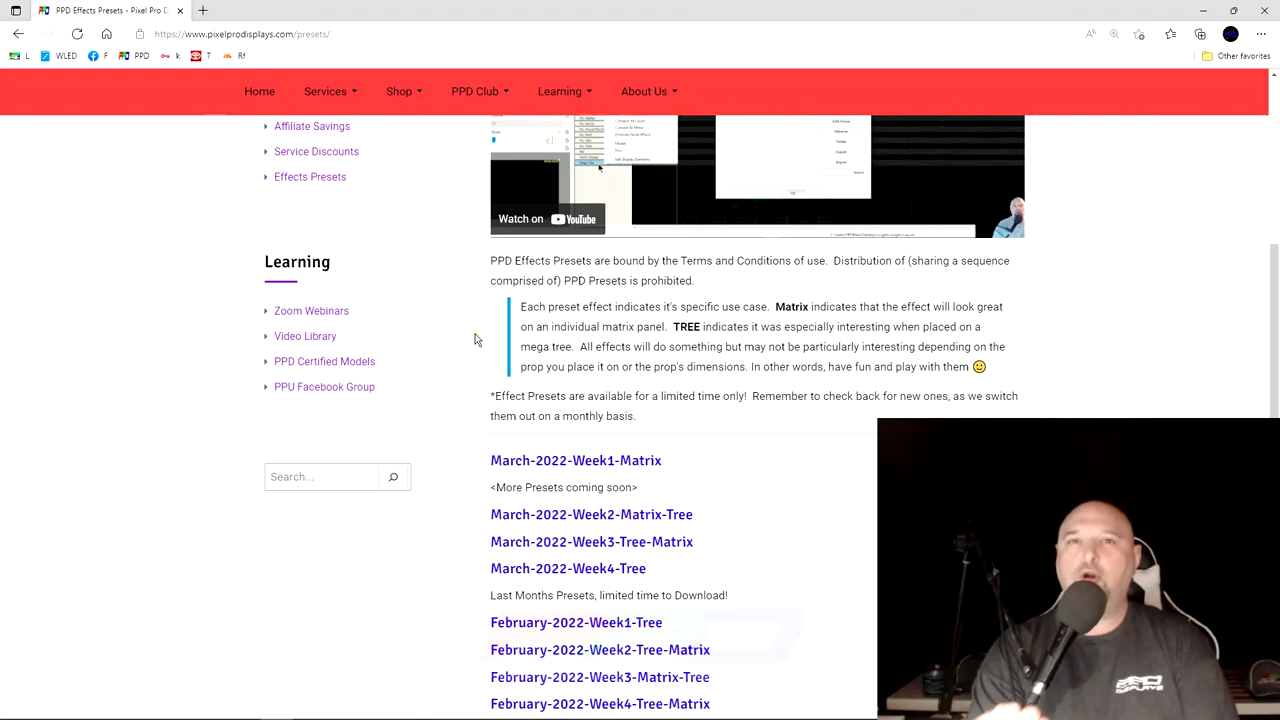 PPD Effects Presets - Pixel Pro D
https://www.pixelprodisplays.com/presets/
L WLED F PPD k T Rf Other favorites
Home Services Shop PPD Club Learning About Us
Affiliate Savings
Service Discounts
Effects Presets
Watch on YouTube
Learning
Zoom Webinars
Video Library
PPD Certified Models
PPU Facebook Group
Search...
PPD Effects Presets are bound by the Terms and Conditions of use. Distribution of (sharing a sequence
comprised of) PPD Presets is prohibited.
Each preset effect indicates it's specific use case. Matrix indicates that the effect will look great
on an individual matrix panel. TREE indicates it was especially interesting when placed on a
mega tree. All effects will do something but may not be particularly interesting depending on the
prop you place it on or the prop's dimensions. In other words, have fun and play with them
*Effect Presets are available for a limited time only! Remember to check back for new ones, as we switch
them out on a monthly basis.
March-2022-Week1-Matrix
<More Presets coming soon>
March-2022-Week2-Matrix-Tree
March-2022-Week3-Tree-Matrix
March-2022-Week4-Tree
Last Months Presets, limited time to Download!
February-2022-Week1-Tree
February-2022-Week2-Tree-Matrix
February-2022-Week3-Matrix-Tree
February-2022-Week4-Tree-Matrix